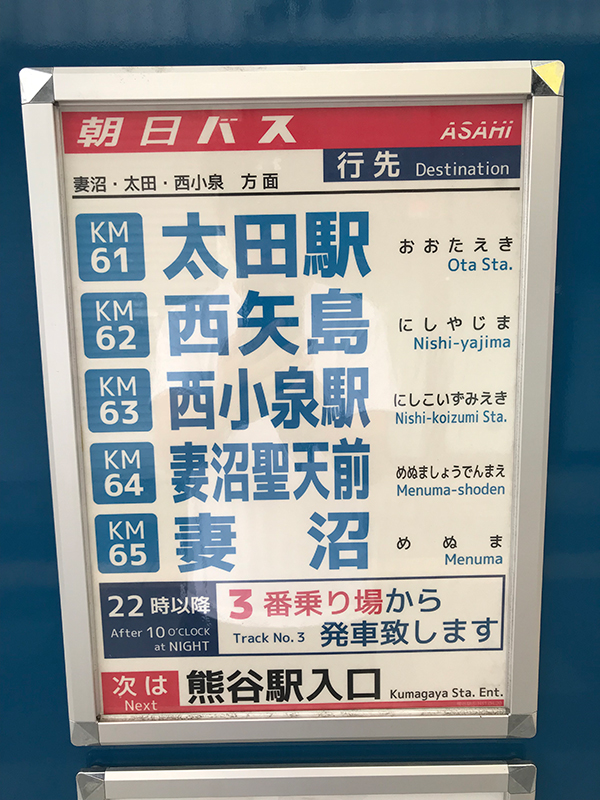 朝日バス ASAHI
行先 Destination
妻沼・太田・西小泉 方面
KM 61 太田駅 おおたえき Ota Sta.
KM 62 西矢島 にしやじま Nishi-yajima
KM 63 西小泉駅 にしこいずみえき Nishi-koizumi Sta.
KM 64 妻沼聖天前 めぬましょうでんまえ Menuma-shoden
KM 65 妻沼 めぬま Menuma
22時以降 After 10 O'CLOCK at NIGHT
3番乗り場から
Track No.3 発車致します
次は Next 熊谷駅入口 Kumagaya Sta. Ent.